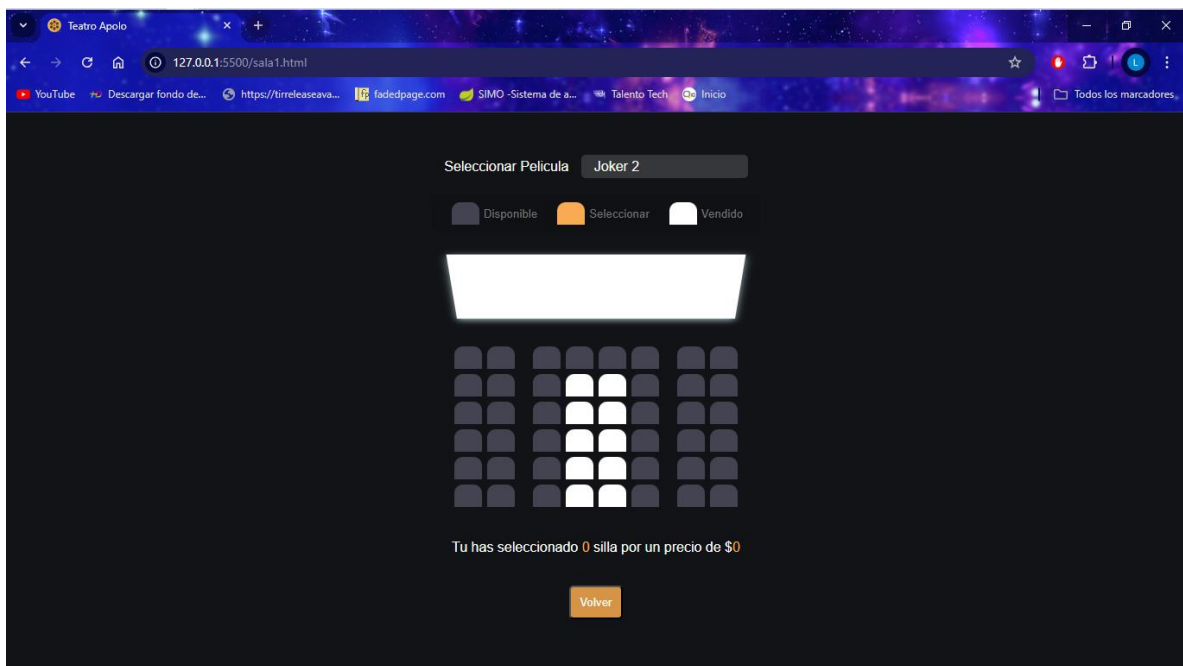 Teatro Apolo
127.0.0.1:5500/sala1.html
YouTube Descargar fondo de... https://tirreleaseava... fadedpage.com SIMO -Sistema de a... Talento Tech Inicio Todos los marcadores
Seleccionar Pelicula Joker 2
Disponible Seleccionar Vendido
Tu has seleccionado 0 silla por un precio de $0
Volver